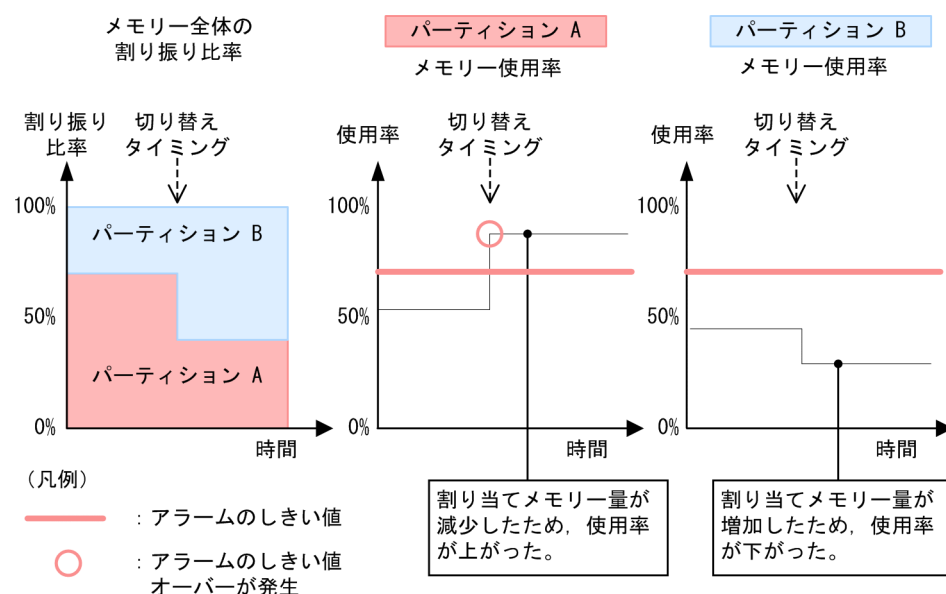 メモリー全体の
割り振り比率
パーティション A
メモリー使用率
パーティション B
メモリー使用率
割り振り
比率
切り替え
タイミング
100%
50%
0%
パーティション B
パーティション A
時間
使用率
切り替え
タイミング
100%
50%
0%
時間
使用率
切り替え
タイミング
100%
50%
0%
時間
割り当てメモリー量が
減少したため,使用率
が上がった。
割り当てメモリー量が
増加したため,使用率
が下がった。
(凡例)
:アラームのしきい値
:アラームのしきい値
オーバーが発生